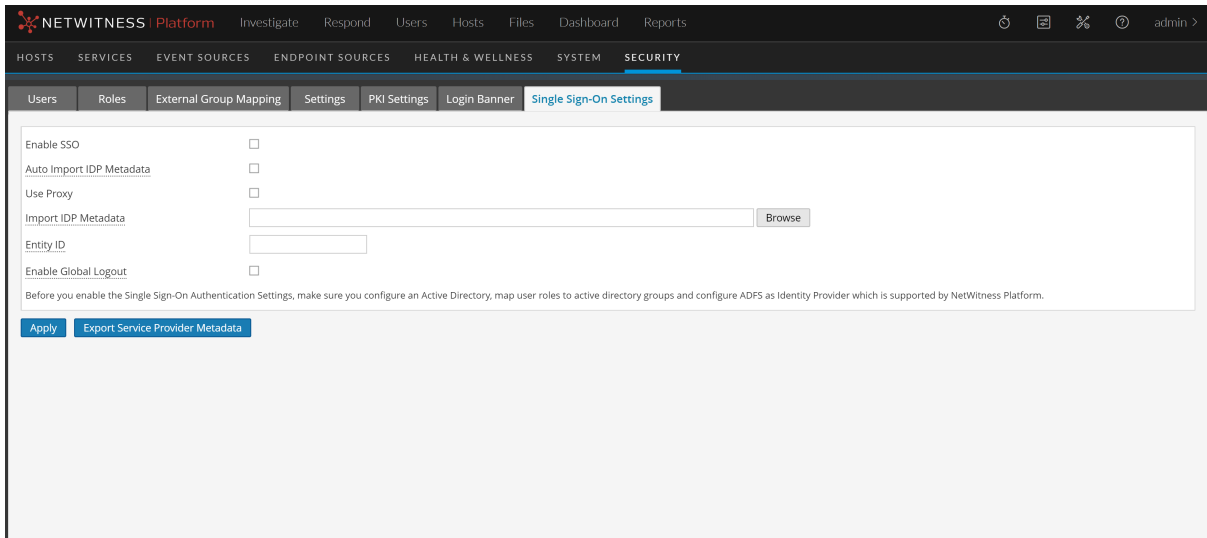 NETWITNESS | Platform Investigate Respond Users Hosts Files Dashboard Reports admin >
HOSTS SERVICES EVENT SOURCES ENDPOINT SOURCES HEALTH & WELLNESS SYSTEM SECURITY
Users Roles External Group Mapping Settings PKI Settings Login Banner Single Sign-On Settings
Enable SSO
Auto Import IDP Metadata
Use Proxy
Import IDP Metadata Browse
Entity ID
Enable Global Logout
Before you enable the Single Sign-On Authentication Settings, make sure you configure an Active Directory, map user roles to active directory groups and configure ADFS as Identity Provider which is supported by NetWitness Platform.
Apply Export Service Provider Metadata